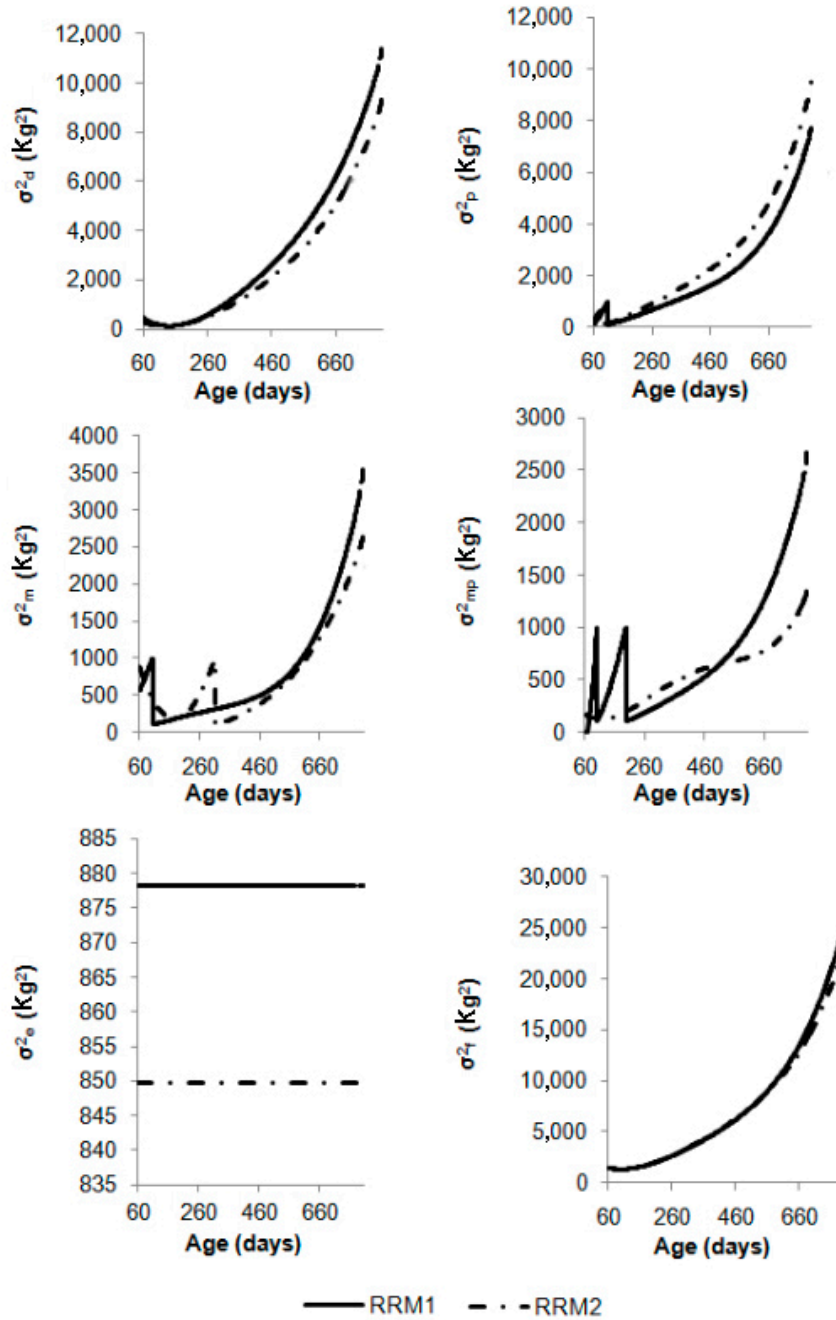 12,000
10,000
8,000
6,000
4,000
2,000
0
σ²d (Kg²)
60 260 460 660
Age (days)
12,000
10,000
8,000
6,000
4,000
2,000
0
σ²p (Kg²)
60 260 460 660
Age (days)
4000
3500
3000
2500
2000
1500
1000
500
0
σ²m (Kg²)
60 260 460 660
Age (days)
3000
2500
2000
1500
1000
500
0
σ²mp (Kg²)
60 260 460 660
Age (days)
885
880
875
870
865
860
855
850
845
840
835
σ²e (Kg²)
60 260 460 660
Age (days)
30,000
25,000
20,000
15,000
10,000
5,000
0
σ²f (Kg²)
60 260 460 660
Age (days)
RRM1 RRM2